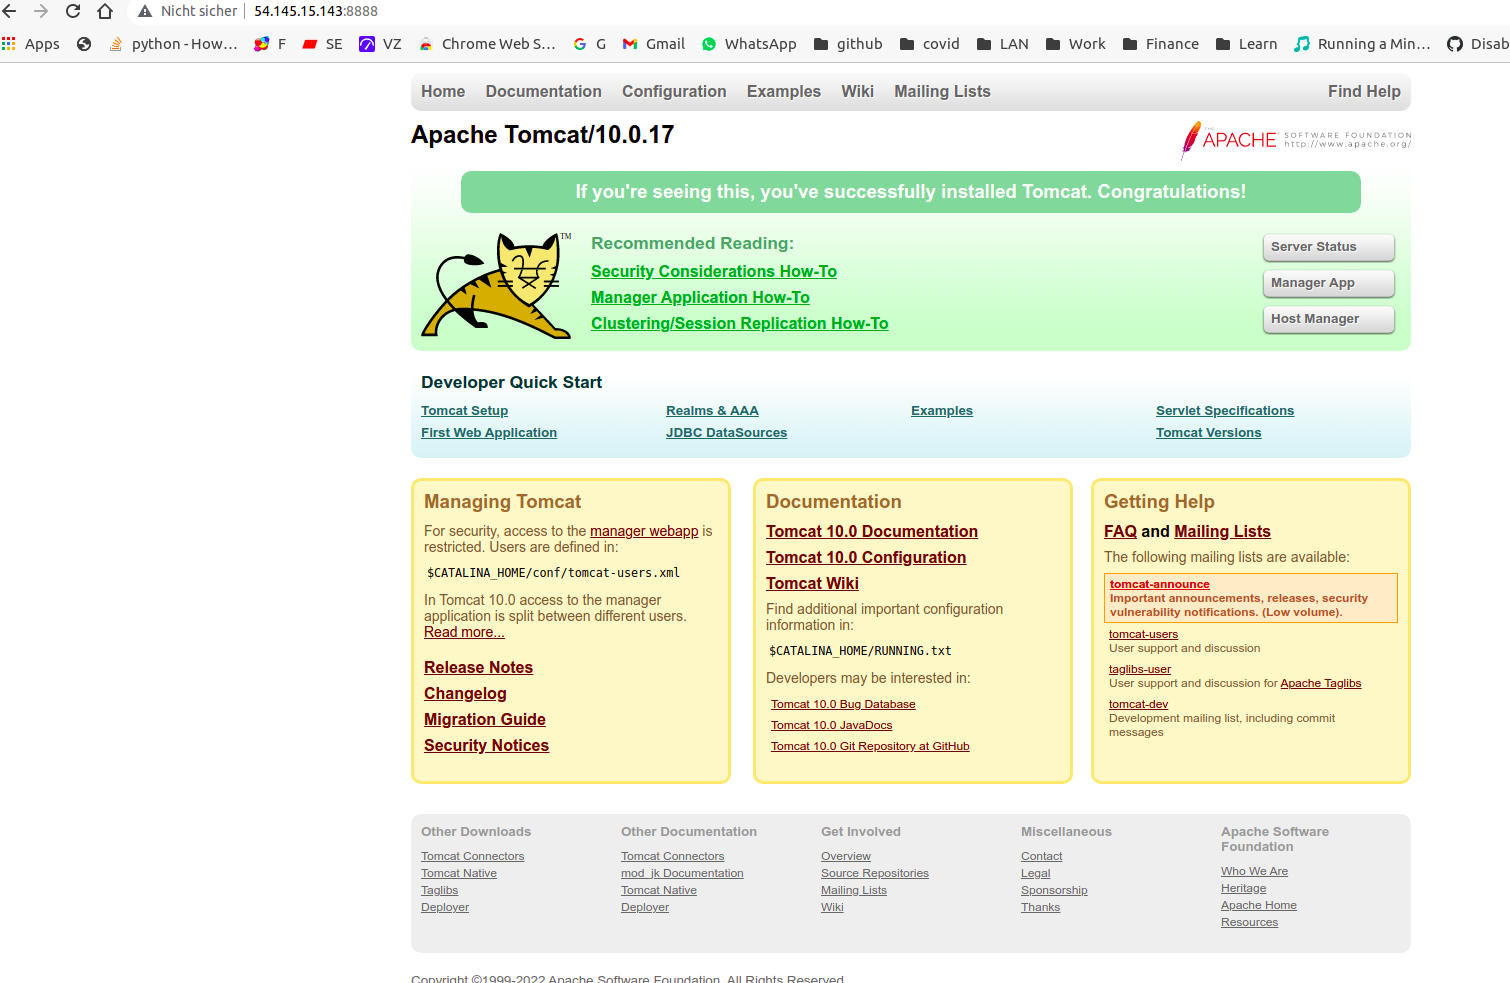 Nicht sicher 54.145.15.143:8888
Apps python - How… F SE VZ Chrome Web S… G Gmail WhatsApp github covid LAN Work Finance Learn Running a Min… Disab
Home Documentation Configuration Examples Wiki Mailing Lists Find Help
Apache Tomcat/10.0.17
THE APACHE SOFTWARE FOUNDATION
http://www.apache.org/
If you're seeing this, you've successfully installed Tomcat. Congratulations!
TM
Recommended Reading:
Security Considerations How-To
Manager Application How-To
Clustering/Session Replication How-To
Server Status
Manager App
Host Manager
Developer Quick Start
Tomcat Setup Realms & AAA Examples Servlet Specifications
First Web Application JDBC DataSources Tomcat Versions
Managing Tomcat
For security, access to the manager webapp is
restricted. Users are defined in:
$CATALINA_HOME/conf/tomcat-users.xml
In Tomcat 10.0 access to the manager
application is split between different users.
Read more...
Release Notes
Changelog
Migration Guide
Security Notices
Documentation
Tomcat 10.0 Documentation
Tomcat 10.0 Configuration
Tomcat Wiki
Find additional important configuration
information in:
$CATALINA_HOME/RUNNING.txt
Developers may be interested in:
Tomcat 10.0 Bug Database
Tomcat 10.0 JavaDocs
Tomcat 10.0 Git Repository at GitHub
Getting Help
FAQ and Mailing Lists
The following mailing lists are available:
tomcat-announce
Important announcements, releases, security
vulnerability notifications. (Low volume).
tomcat-users
User support and discussion
taglibs-user
User support and discussion for Apache Taglibs
tomcat-dev
Development mailing list, including commit
messages
Other Downloads
Tomcat Connectors
Tomcat Native
Taglibs
Deployer
Other Documentation
Tomcat Connectors
mod_jk Documentation
Tomcat Native
Deployer
Get Involved
Overview
Source Repositories
Mailing Lists
Wiki
Miscellaneous
Contact
Legal
Sponsorship
Thanks
Apache Software
Foundation
Who We Are
Heritage
Apache Home
Resources
Copyright ©1999-2022 Apache Software Foundation. All Rights Reserved